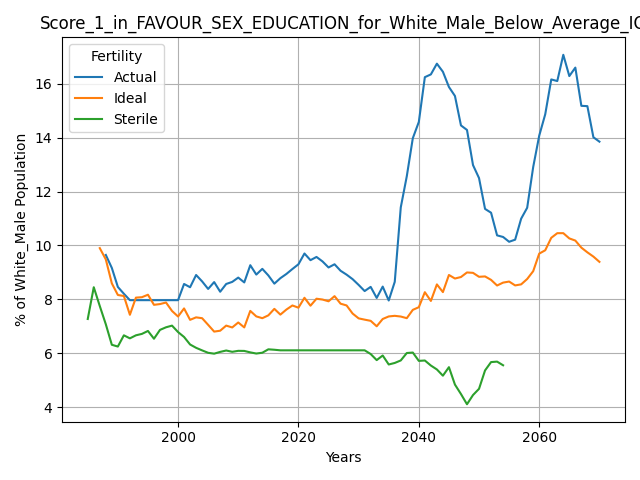 Score_1_in_FAVOUR_SEX_EDUCATION_for_White_Male_Below_Average_IQ
Fertility
Actual
Ideal
Sterile
% of White_Male Population
16
14
12
10
8
6
4
2000 2020 2040 2060
Years